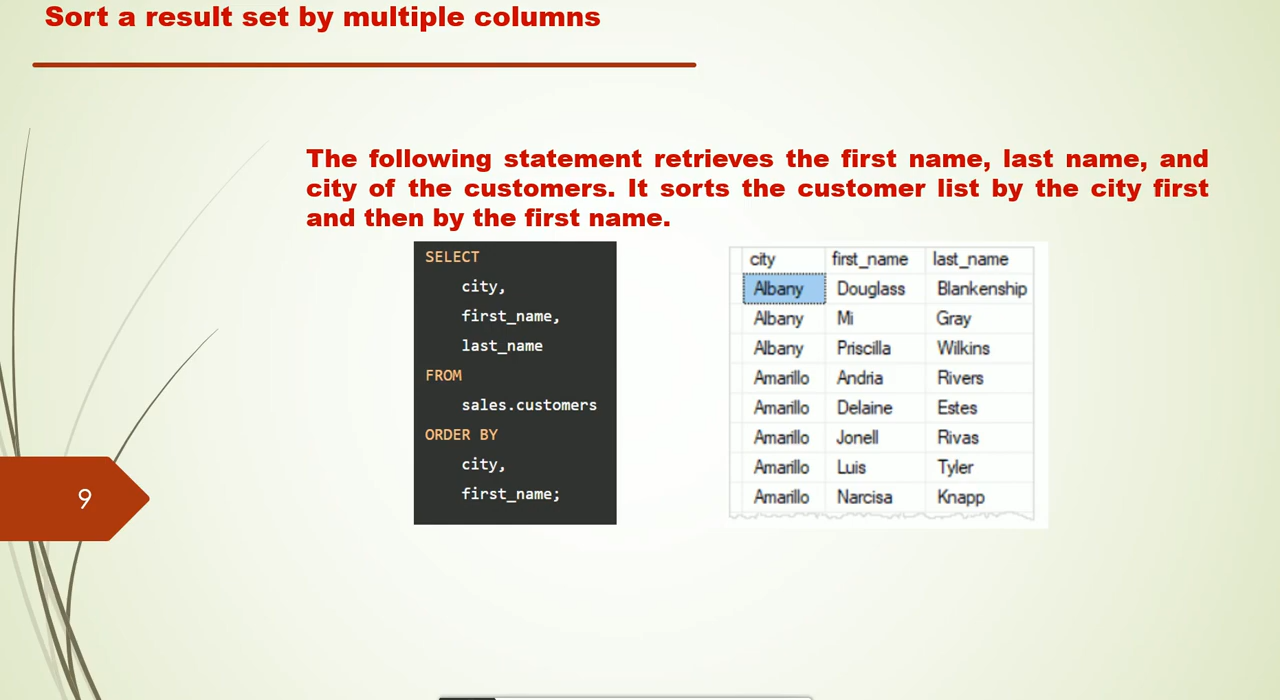 Sort a result set by multiple columns
The following statement retrieves the first name, last name, and
city of the customers. It sorts the customer list by the city first
and then by the first name.
SELECT
city,
first_name,
last_name
FROM
sales.customers
ORDER BY
city,
first_name;
city first_name last_name
Albany Douglass Blankenship
Albany Mi Gray
Albany Priscilla Wilkins
Amarillo Andria Rivers
Amarillo Delaine Estes
Amarillo Jonell Rivas
Amarillo Luis Tyler
Amarillo Narcisa Knapp
9